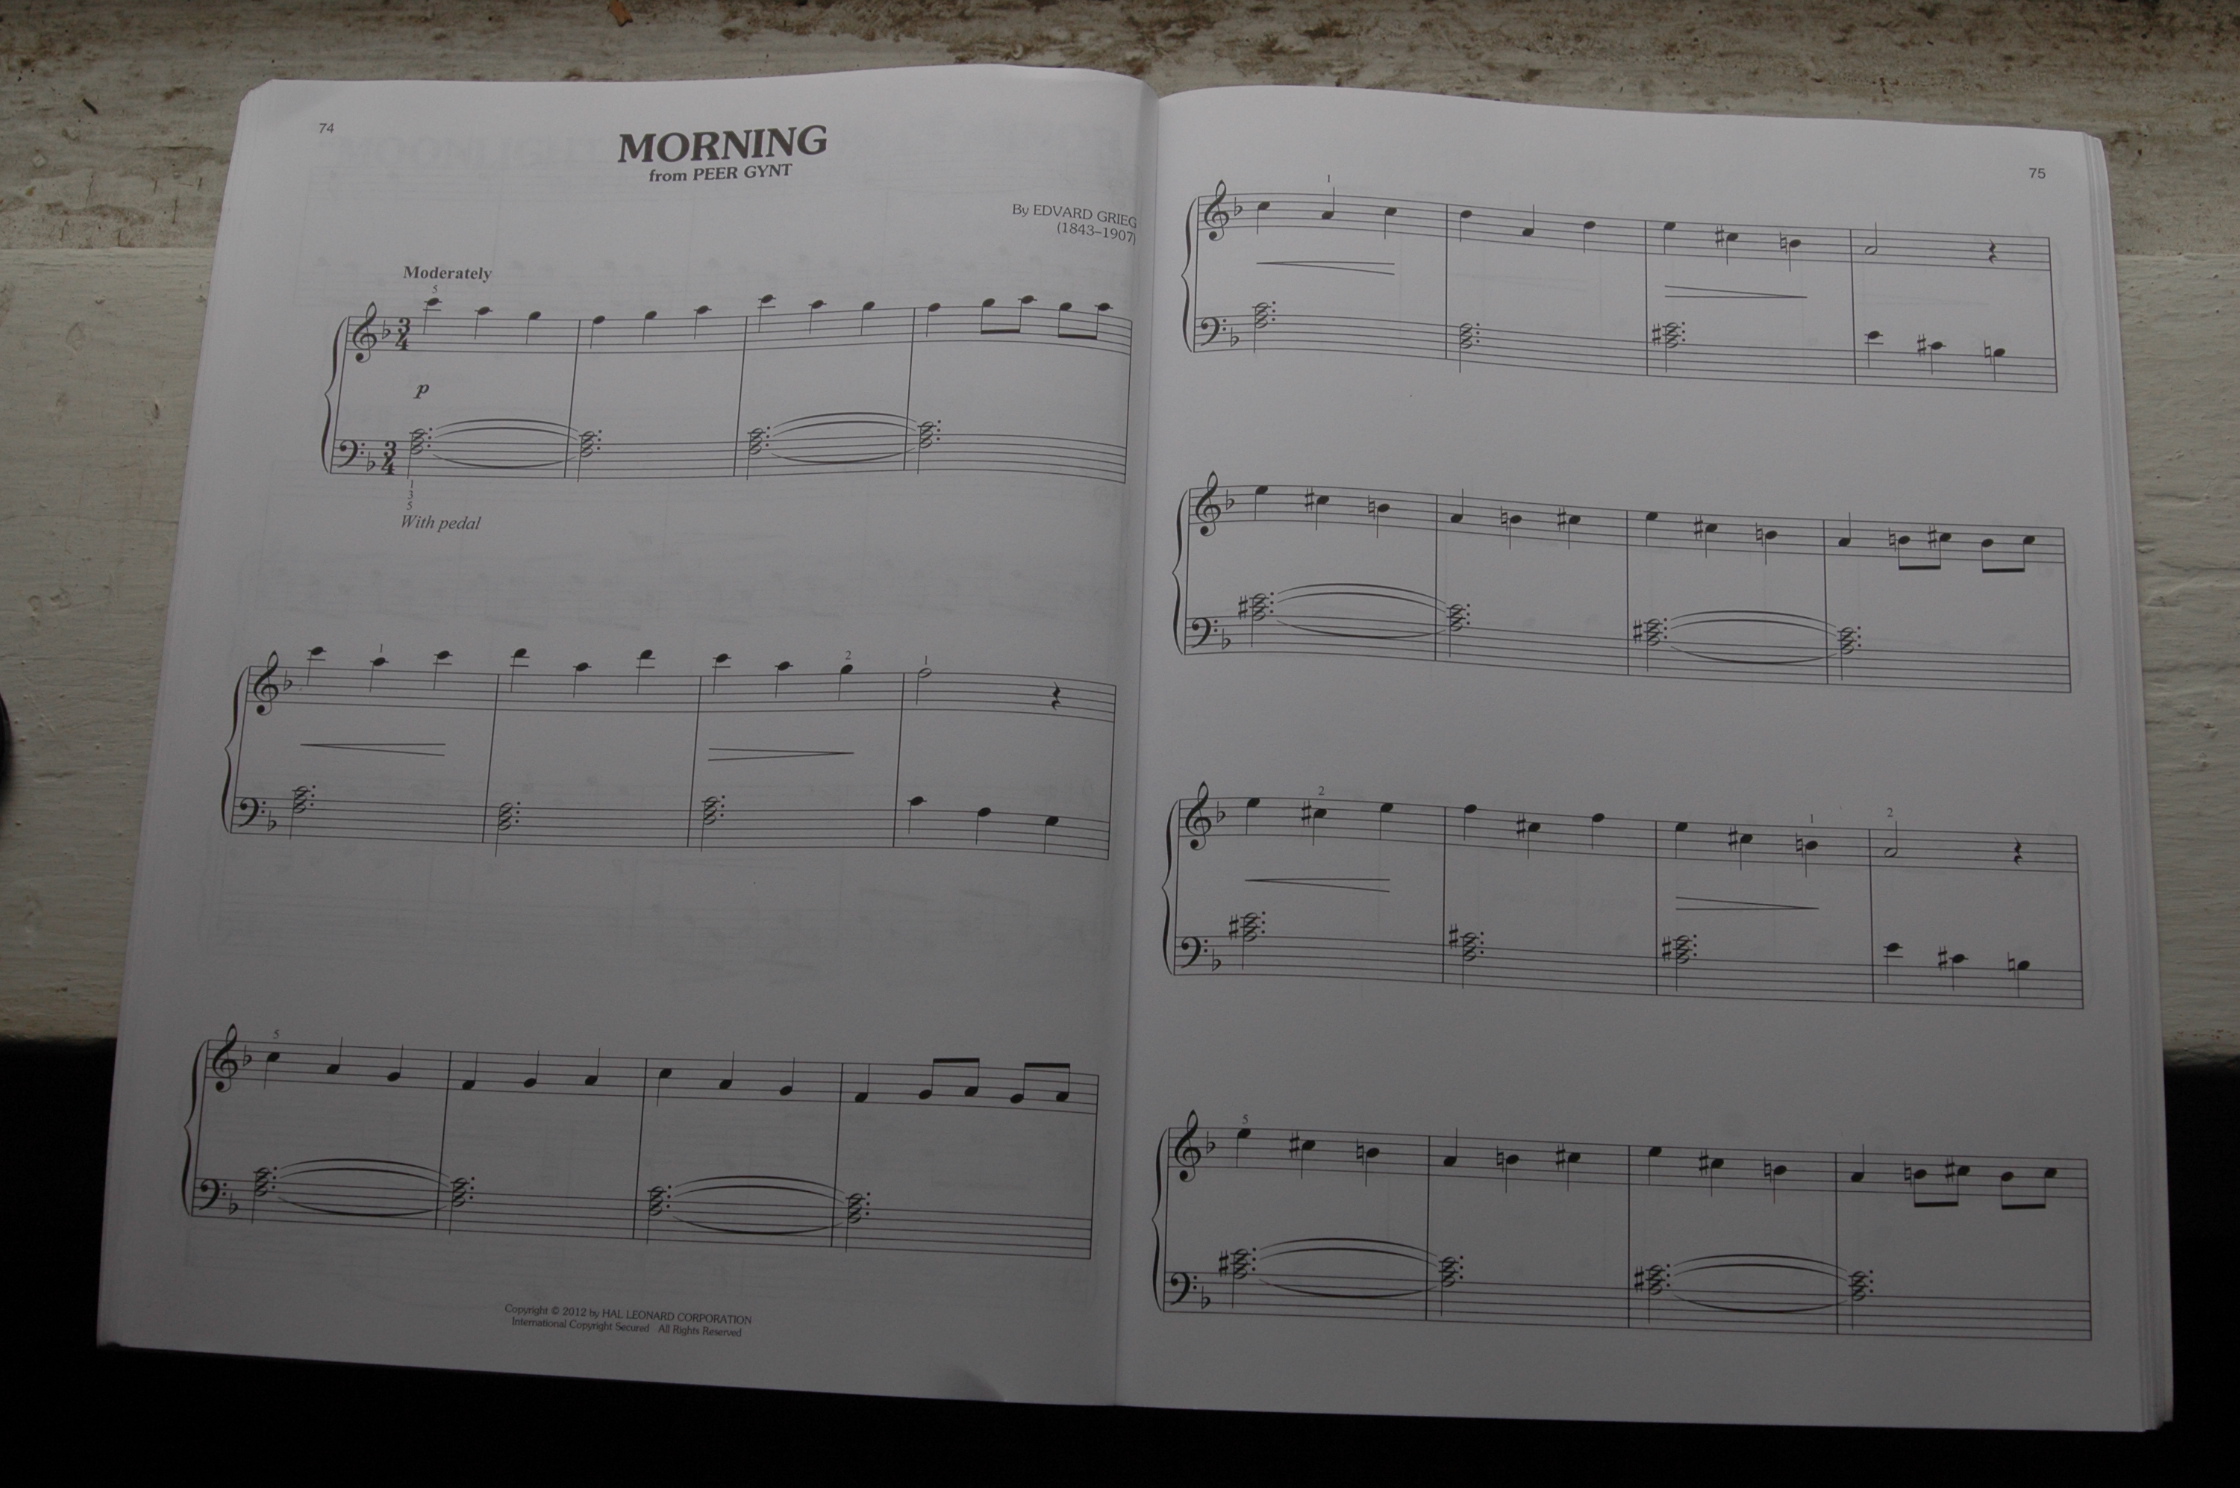 74
MORNING
from PEER GYNT
By EDVARD GRIEG
(1843–1907)
Moderately
5
3
4
p
3
4
1
3
5
With pedal
1
2
1
5
Copyright © 2012 by HAL LEONARD CORPORATION
International Copyright Secured All Rights Reserved
75
1
2
1
2
5